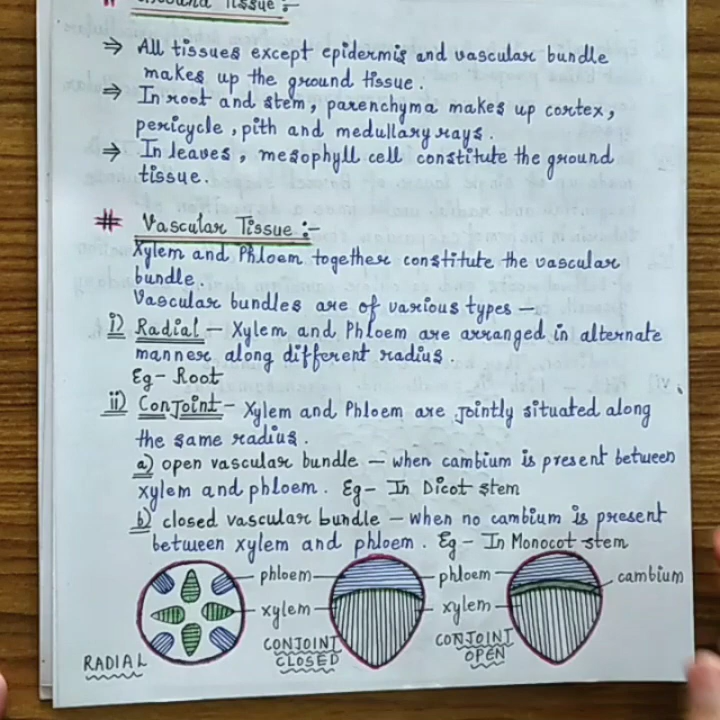 # Ground Tissue :-
⇒ All tissues except epidermis and vascular bundle
makes up the ground tissue.
⇒ In root and stem, parenchyma makes up cortex,
pericycle, pith and medullary rays.
⇒ In leaves, mesophyll cell constitute the ground
tissue.
# Vascular Tissue :-
Xylem and Phloem together constitute the vascular
bundle.
Vascular bundles are of various types —
i) Radial - Xylem and Phloem are arranged in alternate
manner along different radius.
Eg - Root
ii) Conjoint - Xylem and Phloem are jointly situated along
the same radius.
a) open vascular bundle - when cambium is present between
xylem and phloem. Eg - In Dicot stem
b) closed vascular bundle - when no cambium is present
between xylem and phloem. Eg - In Monocot stem
phloem phloem cambium
xylem xylem
RADIAL CONJOINT CLOSED CONJOINT OPEN